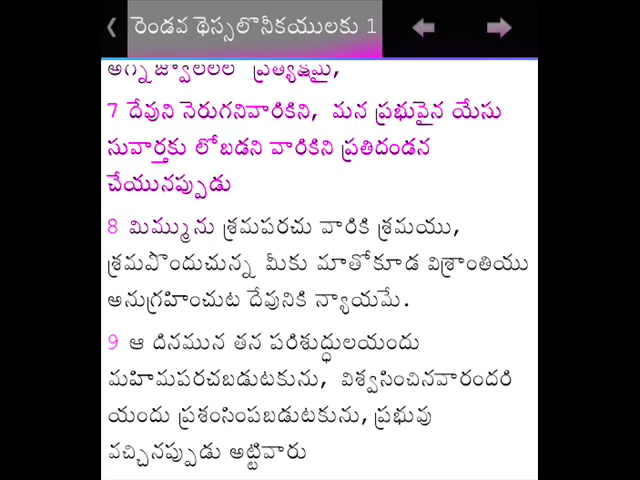 రెండవ థెస్సలొనీకయులకు 1
అగ్ని జ్వాలలలో ప్రత్యక్షమై,
7 దేవుని నెరుగనివారికిని, మన ప్రభువైన యేసు
సువార్తకు లోబడని వారికిని ప్రతిదండన
చేయునప్పుడు
8 మిమ్మును శ్రమపరచు వారికి శ్రమయు,
శ్రమపొందుచున్న మీకు మాతోకూడ విశ్రాంతియు
అనుగ్రహించుట దేవునికి న్యాయమే.
9 ఆ దినమున తన పరిశుద్ధులయందు
మహిమపరచబడుటకును, విశ్వసించినవారందరి
యందు ప్రశంసింపబడుటకును,ప్రభువు
వచ్చినప్పుడు అట్టివారు